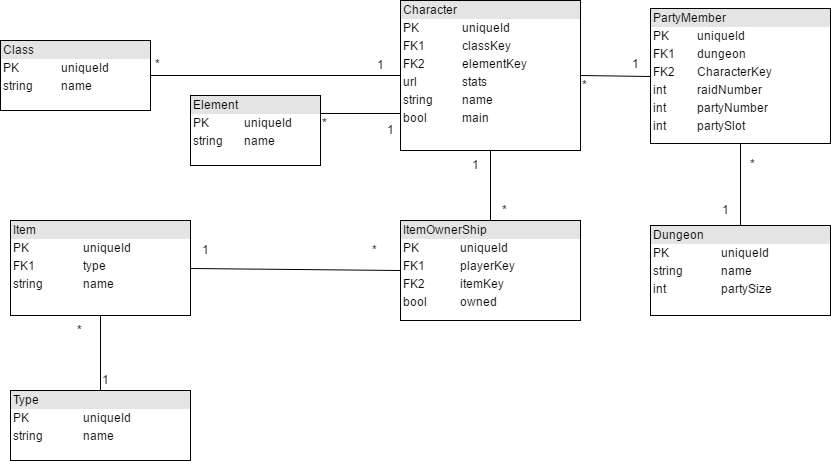 Class
PK uniqueId
string name
*
1
Element
PK uniqueId
string name
*
1
Character
PK uniqueId
FK1 classKey
FK2 elementKey
url stats
string name
bool main
*
1
PartyMember
PK uniqueId
FK1 dungeon
FK2 CharacterKey
int raidNumber
int partyNumber
int partySlot
1
*
*
1
Item
PK uniqueId
FK1 type
string name
1
*
ItemOwnerShip
PK uniqueId
FK1 playerKey
FK2 itemKey
bool owned
Dungeon
PK uniqueId
string name
int partySize
*
1
Type
PK uniqueId
string name